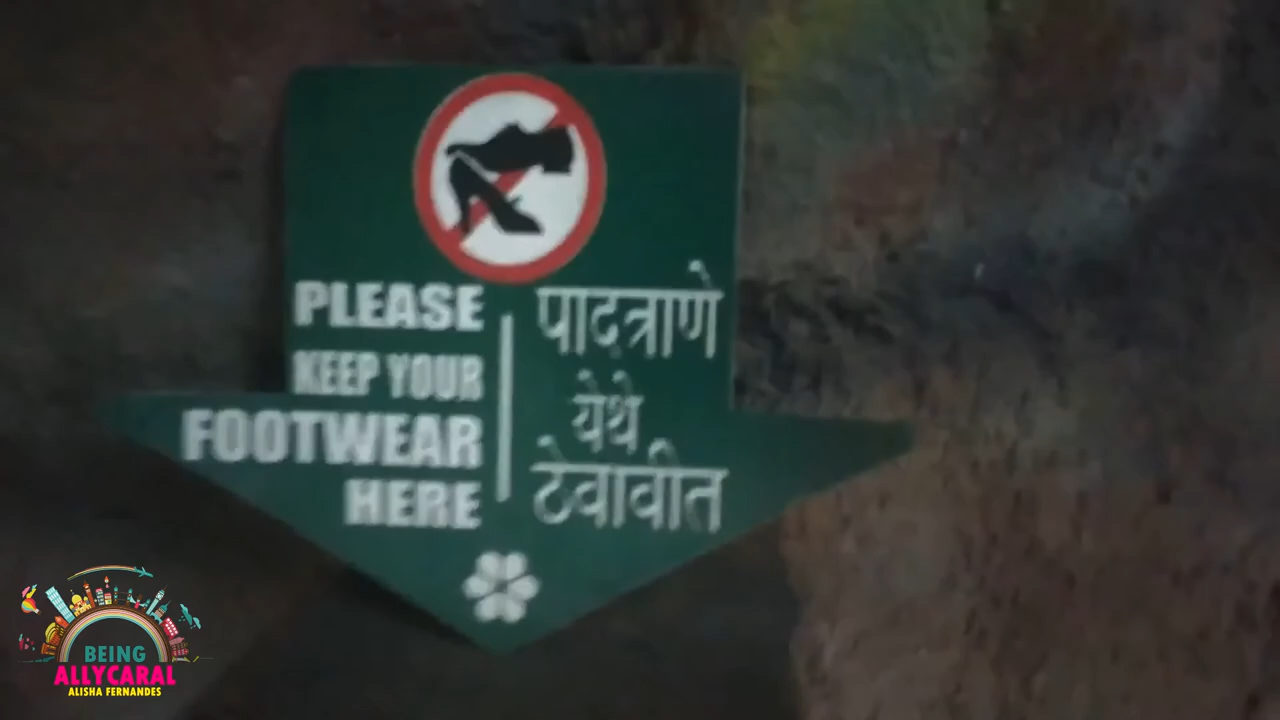 PLEASE
KEEP YOUR
FOOTWEAR
HERE
पादत्राणे
येथे
ठेवावीत
BEING
ALLYCARAL
ALISHA FERNANDES